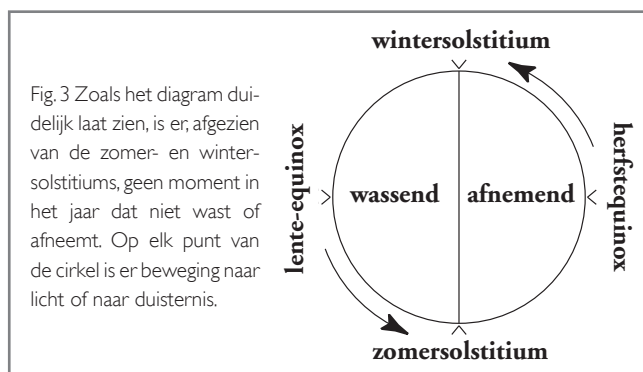 Fig. 3 Zoals het diagram dui-
delijk laat zien, is er, afgezien
van de zomer- en winter-
solstitiums, geen moment in
het jaar dat niet wast of
afneemt. Op elk punt van
de cirkel is er beweging naar
licht of naar duisternis.
wintersolstitium
lente-equinox
wassend
afnemend
herfstequinox
zomersolstitium